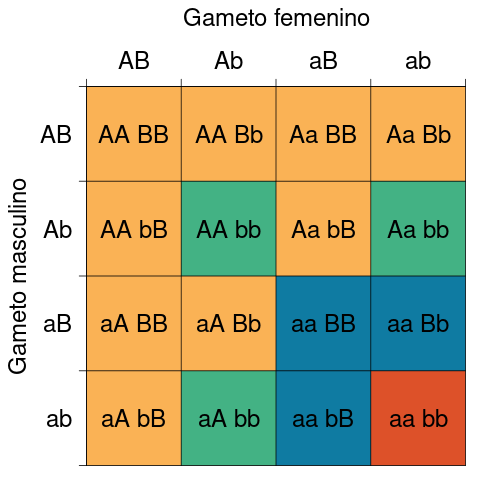 Gameto femenino
AB Ab aB ab
Gameto masculino
AB AA BB AA Bb Aa BB Aa Bb
Ab AA bB AA bb Aa bB Aa bb
aB aA BB aA Bb aa BB aa Bb
ab aA bB aA bb aa bB aa bb